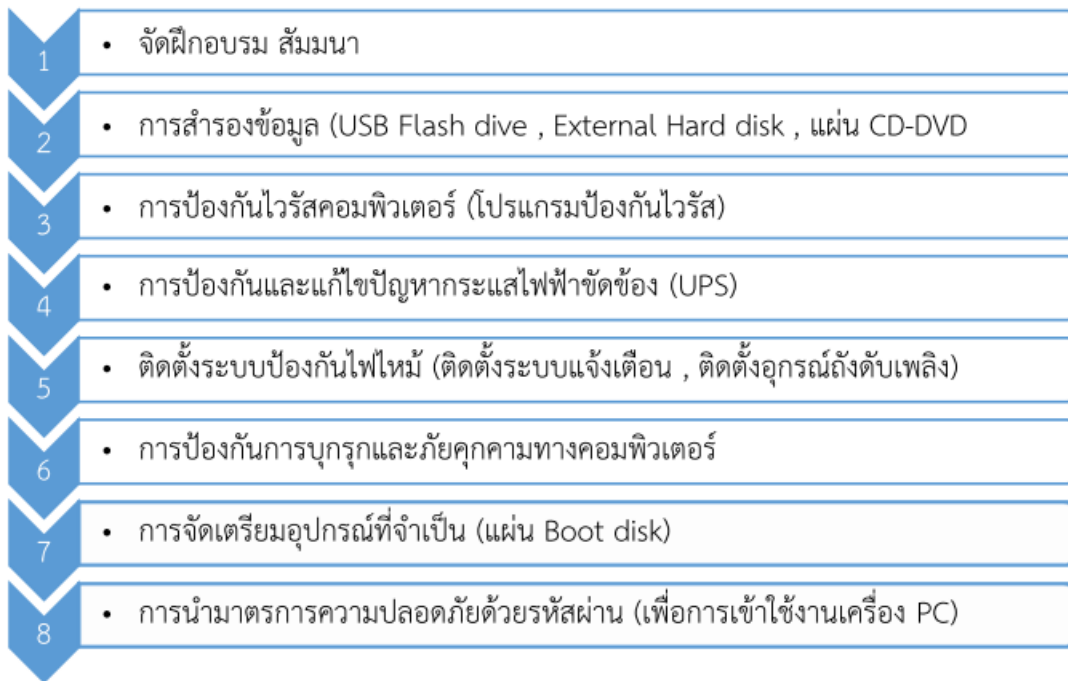 1
• จัดฝึกอบรม สัมมนา
2
• การสำรองข้อมูล (USB Flash dive , External Hard disk , แผ่น CD-DVD
3
• การป้องกันไวรัสคอมพิวเตอร์ (โปรแกรมป้องกันไวรัส)
4
• การป้องกันและแก้ไขปัญหากระแสไฟฟ้าขัดข้อง (UPS)
5
• ติดตั้งระบบป้องกันไฟไหม้ (ติดตั้งระบบแจ้งเตือน , ติดตั้งอุกรณ์ถังดับเพลิง)
6
• การป้องกันการบุกรุกและภัยคุกคามทางคอมพิวเตอร์
7
• การจัดเตรียมอุปกรณ์ที่จำเป็น (แผ่น Boot disk)
8
• การนำมาตรการความปลอดภัยด้วยรหัสผ่าน (เพื่อการเข้าใช้งานเครื่อง PC)